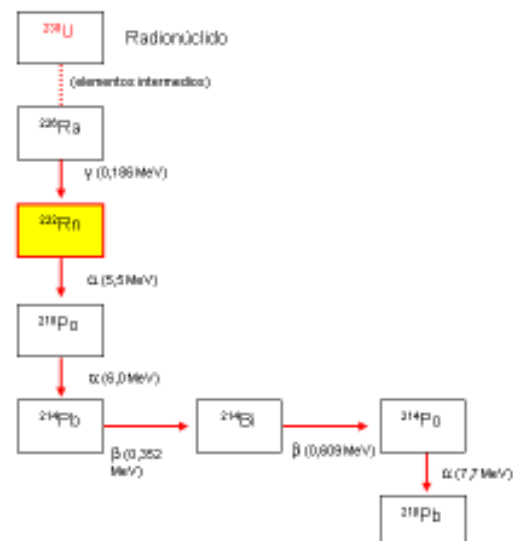 ²³⁸U
Radionúclido
(elementos intermedios)
²²⁶Ra
γ (0,186 MeV)
²²²Rn
α (5,5 MeV)
²¹⁸Po
α (6,0 MeV)
²¹⁴Pb
²¹⁴Bi
²¹⁴Po
β (0,352
MeV)
β (0,609 MeV)
α (7,7 MeV)
²¹⁰Pb